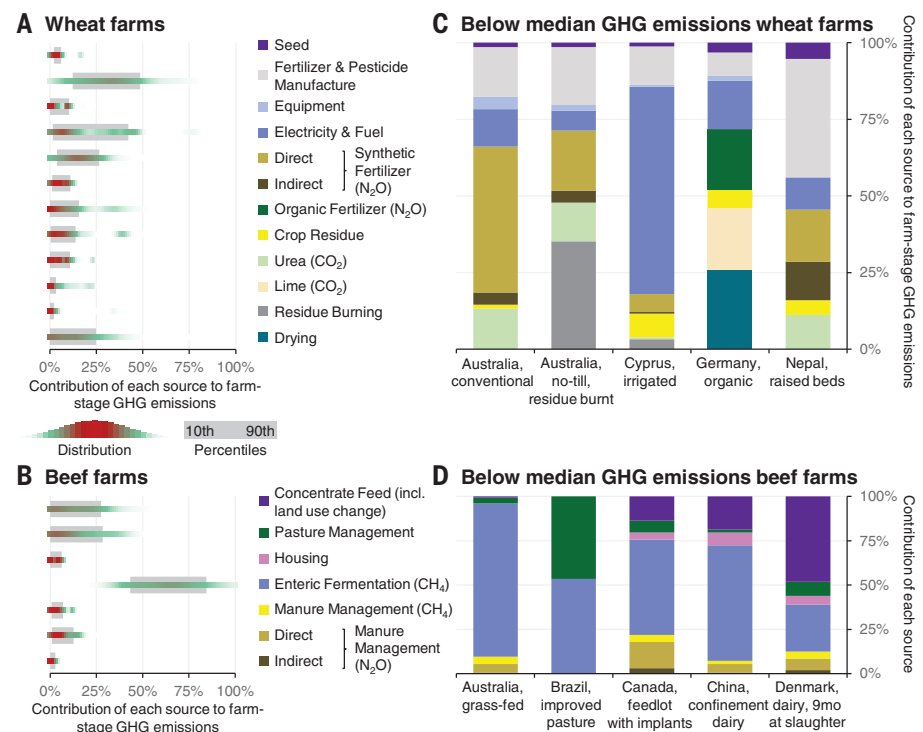 A Wheat farms
Seed
Fertilizer & Pesticide
Manufacture
Equipment
Electricity & Fuel
Direct
Indirect
Synthetic
Fertilizer
(N₂O)
Organic Fertilizer (N₂O)
Crop Residue
Urea (CO₂)
Lime (CO₂)
Residue Burning
Drying
0% 25% 50% 75% 100%
Contribution of each source to farm-
stage GHG emissions
Distribution
10th 90th
Percentiles
B Beef farms
Concentrate Feed (incl.
land use change)
Pasture Management
Housing
Enteric Fermentation (CH₄)
Manure Management (CH₄)
Direct
Indirect
Manure
Management
(N₂O)
0% 25% 50% 75% 100%
Contribution of each source to farm-
stage GHG emissions
C Below median GHG emissions wheat farms
100%
75%
50%
25%
0%
Contribution of each source to farm-stage GHG emissions
Australia,
conventional
Australia,
no-till,
residue burnt
Cyprus,
irrigated
Germany,
organic
Nepal,
raised beds
D Below median GHG emissions beef farms
100%
75%
50%
25%
0%
Contribution
of each source
Australia,
grass-fed
Brazil,
improved
pasture
Canada,
feedlot
with implants
China,
confinement
dairy
Denmark,
dairy, 9mo
at slaughter